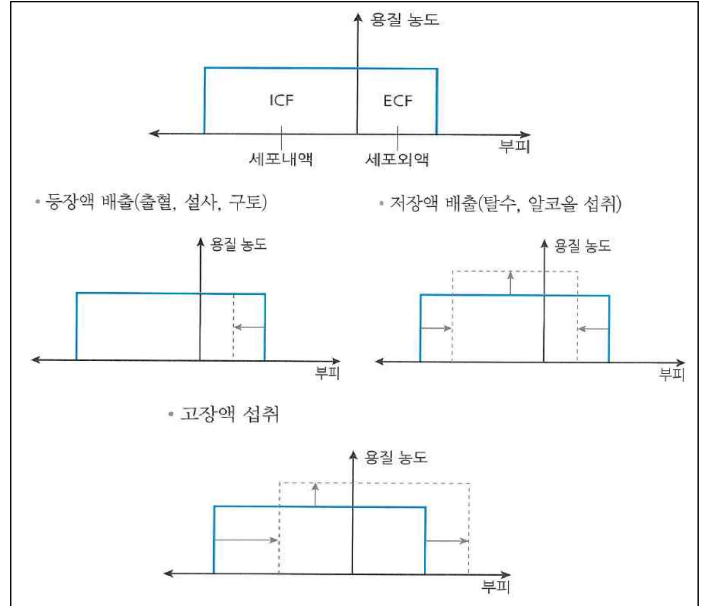 용질 농도
ICF
ECF
부피
세포내액
세포외액
• 등장액 배출(출혈, 설사, 구토)
• 저장액 배출(탈수, 알코올 섭취)
용질 농도
부피
용질 농도
부피
• 고장액 섭취
용질 농도
부피